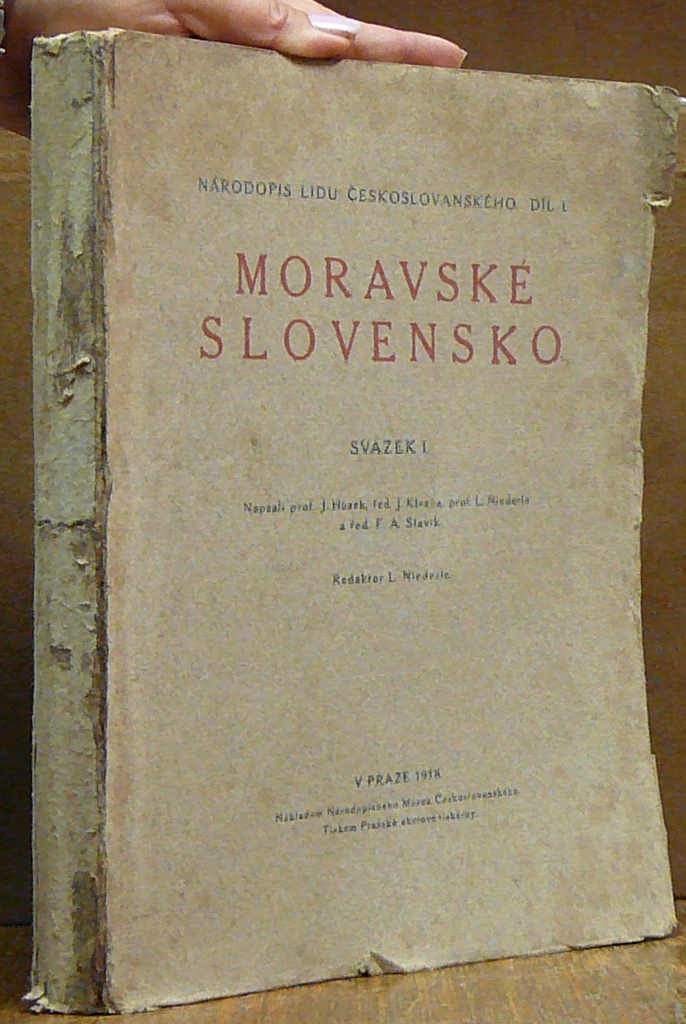 NÁRODOPIS LIDU ČESKOSLOVANSKÉHO. DÍL I.
MORAVSKÉ
SLOVENSKO
SVAZEK I.
Napsali prof. J. Húsek, řed. J. Klvaňa, prof. L. Niederle
a řed. F. A. Slavík.
Redaktor L. Niederle.
V PRAZE 1918
Nákladem Národopisného Musea Českoslovanského.
Tiskem Pražské akciové tiskárny.